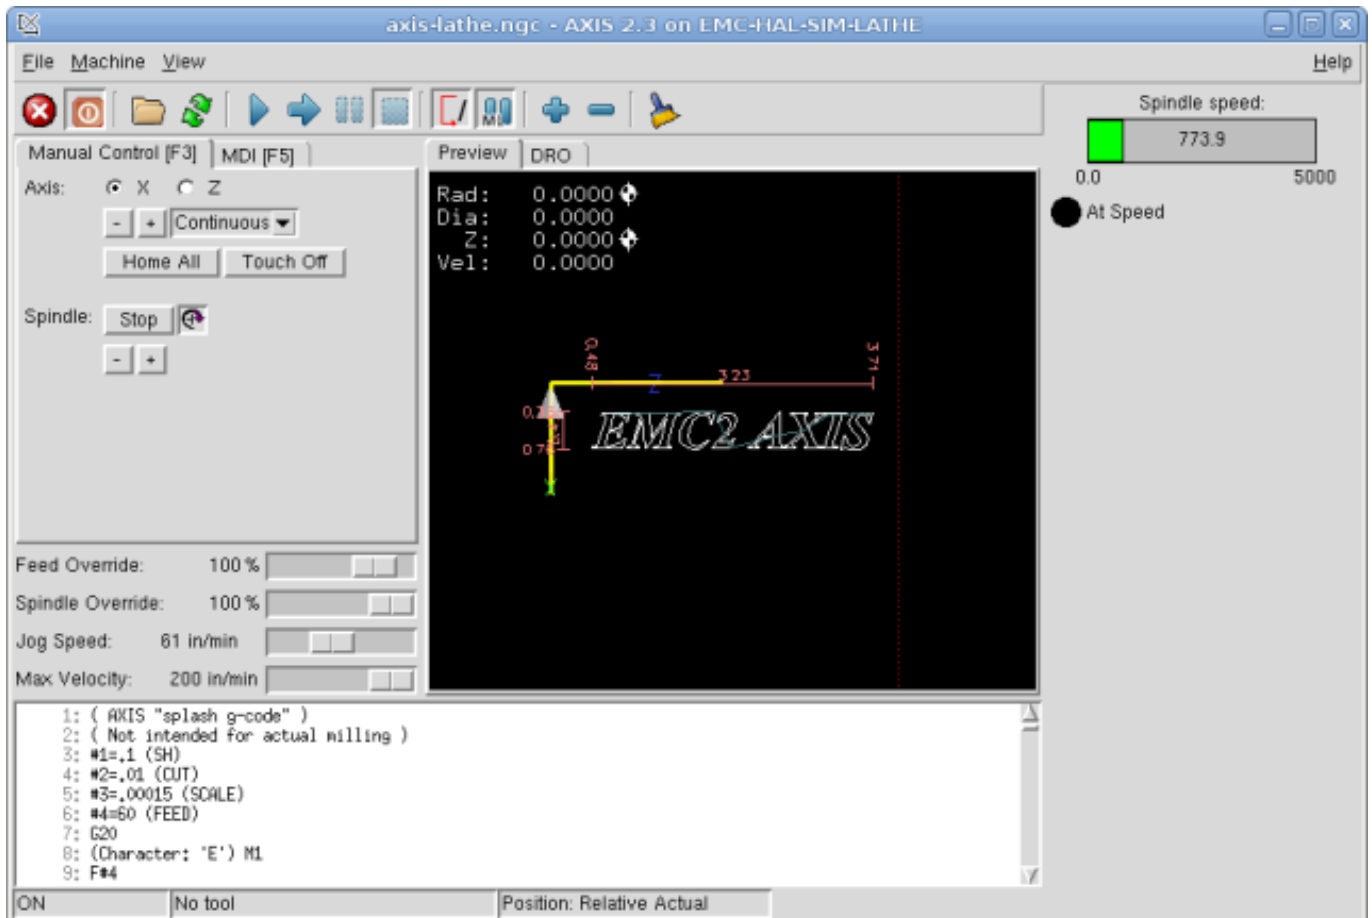 axis-lathe.ngc - AXIS 2.3 on EMC-HAL-SIM-LATHE
File Machine View Help
Manual Control [F3] MDI [F5]
Axis: X Z
- + Continuous
Home All Touch Off
Spindle: Stop
- +
Feed Override: 100 %
Spindle Override: 100 %
Jog Speed: 61 in/min
Max Velocity: 200 in/min
Preview DRO
Rad: 0.0000
Dia: 0.0000
Z: 0.0000
Vel: 0.0000
0.48 3.23 3.71
Z
0.76
EMC2 AXIS
Spindle speed:
773.9
0.0 5000
At Speed
1: ( AXIS "splash g-code" )
2: ( Not intended for actual milling )
3: #1=.1 (SH)
4: #2=.01 (CUT)
5: #3=.00015 (SCALE)
6: #4=60 (FEED)
7: G20
8: (Character: 'E') M1
9: F#4
ON No tool Position: Relative Actual